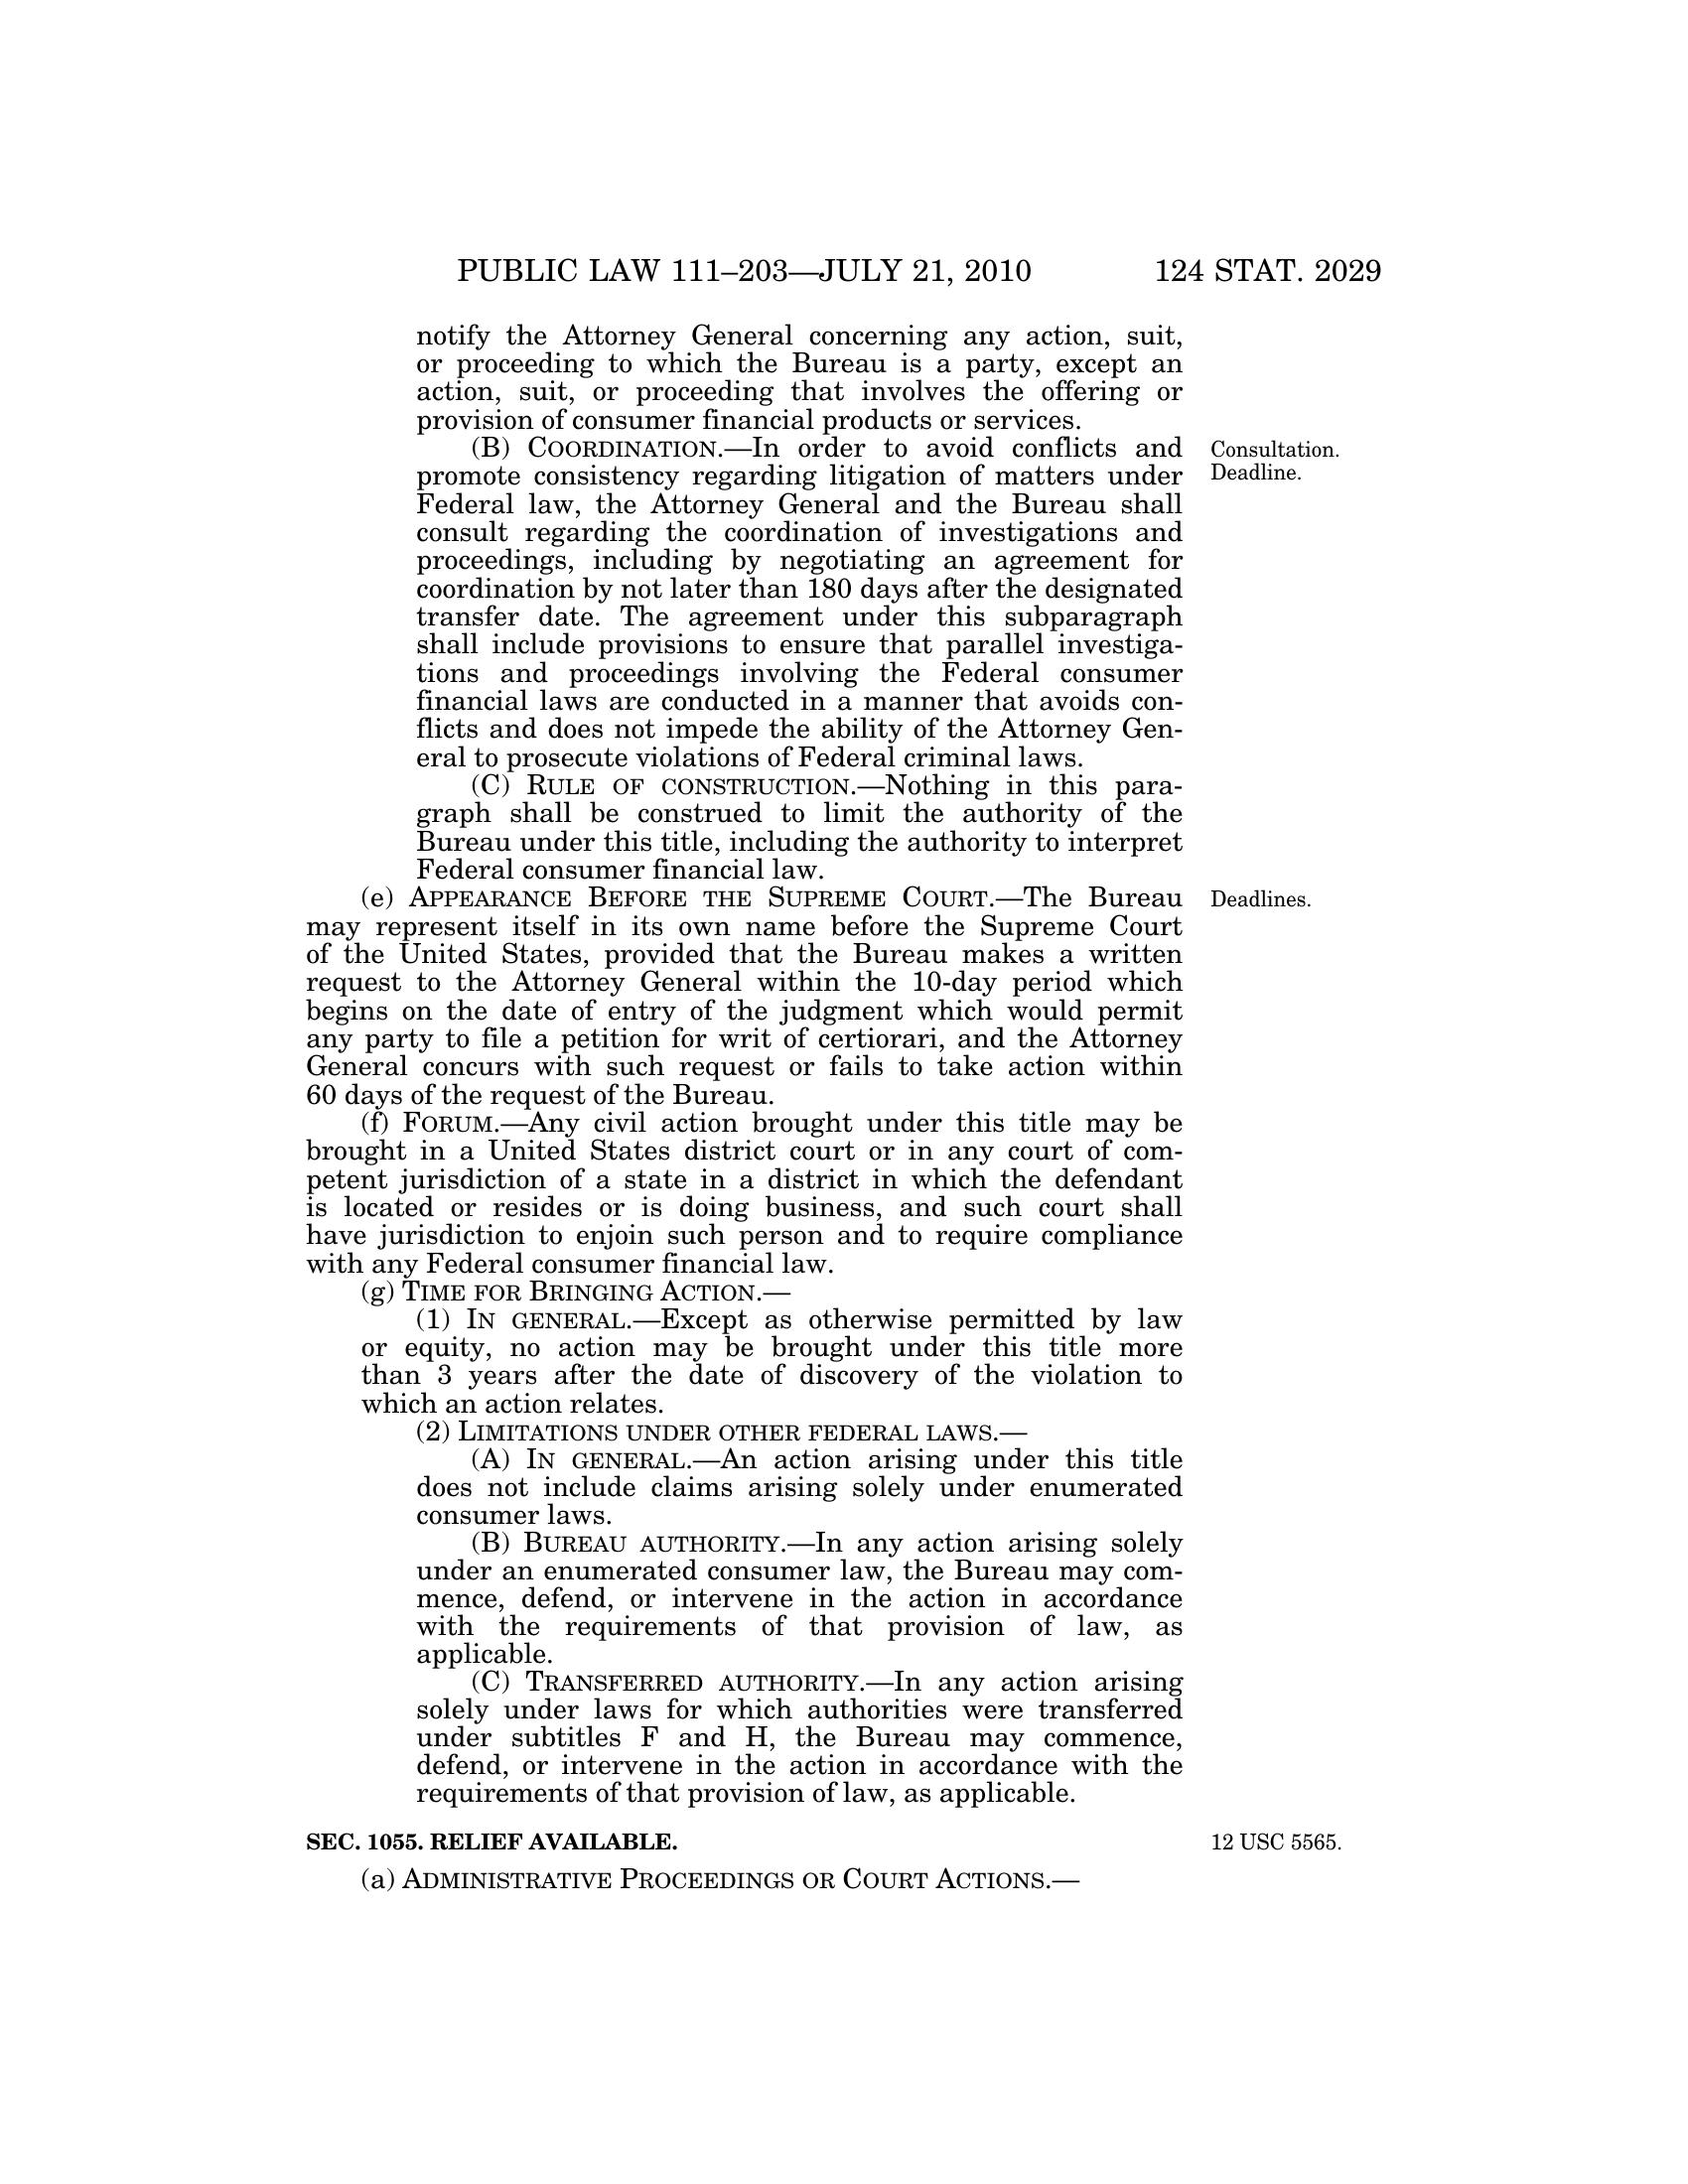 PUBLIC LAW 111–203—JULY 21, 2010 124 STAT. 2029
notify the Attorney General concerning any action, suit,
or proceeding to which the Bureau is a party, except an
action, suit, or proceeding that involves the offering or
provision of consumer financial products or services.
(B) COORDINATION.—In order to avoid conflicts and
promote consistency regarding litigation of matters under
Federal law, the Attorney General and the Bureau shall
consult regarding the coordination of investigations and
proceedings, including by negotiating an agreement for
coordination by not later than 180 days after the designated
transfer date. The agreement under this subparagraph
shall include provisions to ensure that parallel investiga-
tions and proceedings involving the Federal consumer
financial laws are conducted in a manner that avoids con-
flicts and does not impede the ability of the Attorney Gen-
eral to prosecute violations of Federal criminal laws.
(C) RULE OF CONSTRUCTION.—Nothing in this para-
graph shall be construed to limit the authority of the
Bureau under this title, including the authority to interpret
Federal consumer financial law.
(e) APPEARANCE BEFORE THE SUPREME COURT.—The Bureau
may represent itself in its own name before the Supreme Court
of the United States, provided that the Bureau makes a written
request to the Attorney General within the 10-day period which
begins on the date of entry of the judgment which would permit
any party to file a petition for writ of certiorari, and the Attorney
General concurs with such request or fails to take action within
60 days of the request of the Bureau.
(f) FORUM.—Any civil action brought under this title may be
brought in a United States district court or in any court of com-
petent jurisdiction of a state in a district in which the defendant
is located or resides or is doing business, and such court shall
have jurisdiction to enjoin such person and to require compliance
with any Federal consumer financial law.
(g) TIME FOR BRINGING ACTION.—
(1) IN GENERAL.—Except as otherwise permitted by law
or equity, no action may be brought under this title more
than 3 years after the date of discovery of the violation to
which an action relates.
(2) LIMITATIONS UNDER OTHER FEDERAL LAWS.—
(A) IN GENERAL.—An action arising under this title
does not include claims arising solely under enumerated
consumer laws.
(B) BUREAU AUTHORITY.—In any action arising solely
under an enumerated consumer law, the Bureau may com-
mence, defend, or intervene in the action in accordance
with the requirements of that provision of law, as
applicable.
(C) TRANSFERRED AUTHORITY.—In any action arising
solely under laws for which authorities were transferred
under subtitles F and H, the Bureau may commence,
defend, or intervene in the action in accordance with the
requirements of that provision of law, as applicable.
SEC. 1055. RELIEF AVAILABLE.
(a) ADMINISTRATIVE PROCEEDINGS OR COURT ACTIONS.—
Consultation.
Deadline.
Deadlines.
12 USC 5565.